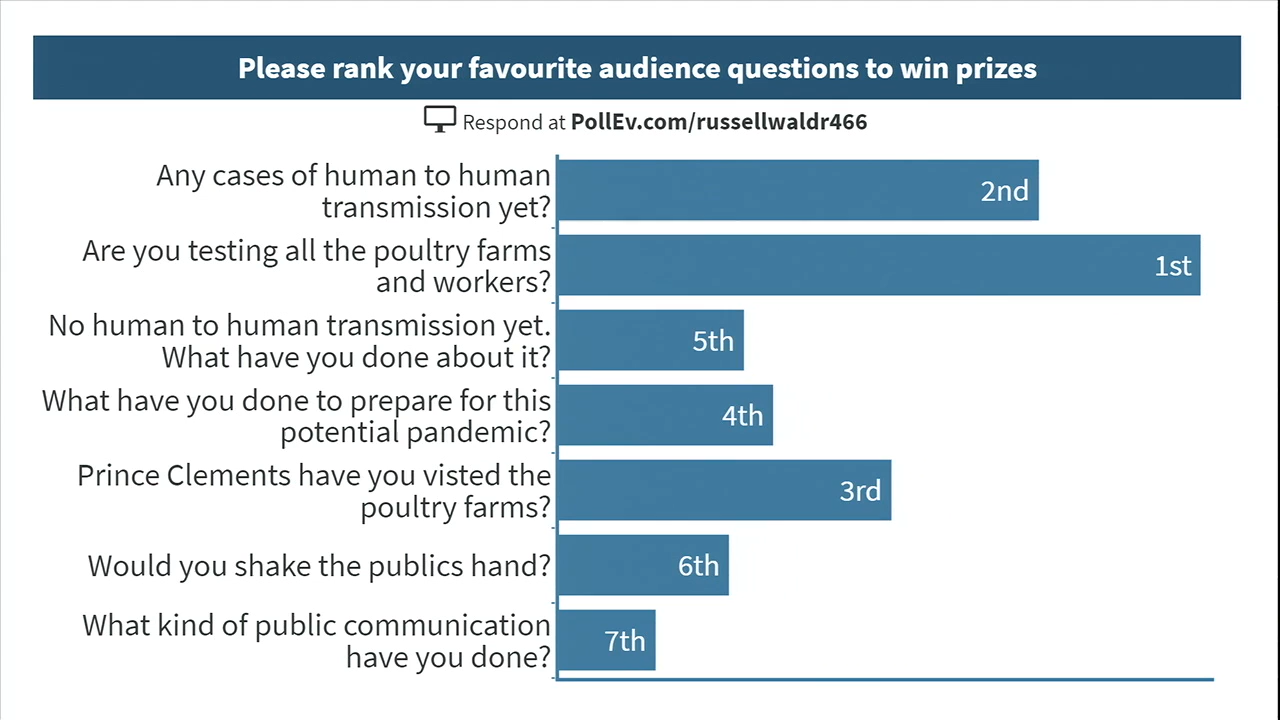 Please rank your favourite audience questions to win prizes
Respond at PollEv.com/russellwaldr466
Any cases of human to human
transmission yet?
2nd
Are you testing all the poultry farms
and workers?
1st
No human to human transmission yet.
What have you done about it?
5th
What have you done to prepare for this
potential pandemic?
4th
Prince Clements have you visted the
poultry farms?
3rd
Would you shake the publics hand?
6th
What kind of public communication
have you done?
7th